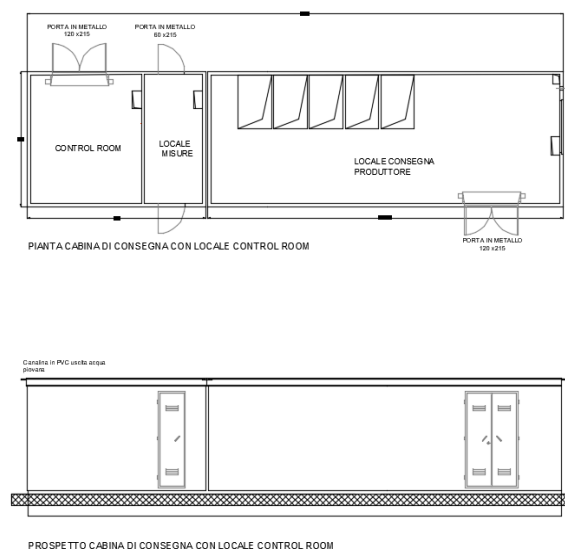 PORTA IN METALLO
120 x215
PORTA IN METALLO
60 x215
CONTROL ROOM
LOCALE
MISURE
LOCALE CONSEGNA
PRODUTTORE
PORTA IN METALLO
120 x215
PIANTA CABINA DI CONSEGNA CON LOCALE CONTROL ROOM
Canalina in PVC uscita acqua
piovana
PROSPETTO CABINA DI CONSEGNA CON LOCALE CONTROL ROOM